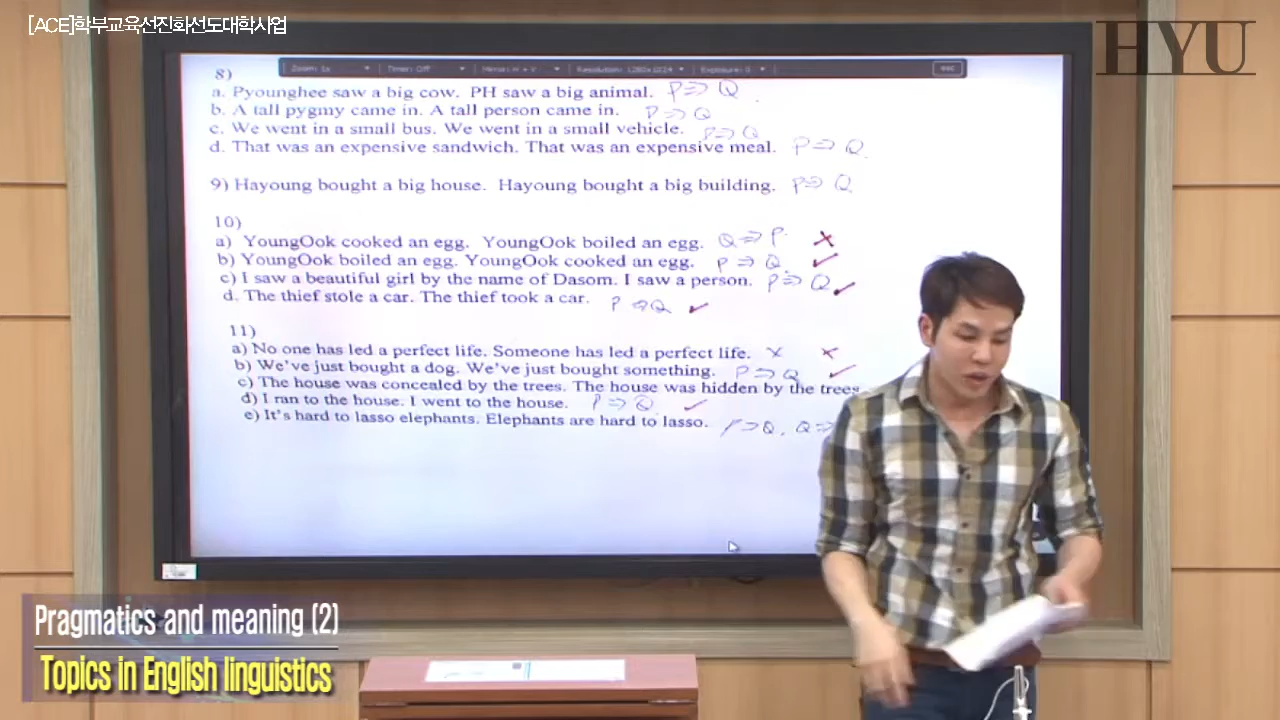 [ACE]학부교육선진화선도대학사업
HYU
8)
a. Pyounghee saw a big cow. PH saw a big animal. P⇒Q
b. A tall pygmy came in. A tall person came in. P⇒Q
c. We went in a small bus. We went in a small vehicle. P⇒Q
d. That was an expensive sandwich. That was an expensive meal. P⇒Q
9) Hayoung bought a big house. Hayoung bought a big building. P⇒Q
10)
a) YoungOok cooked an egg. YoungOok boiled an egg. Q⇒P ✗
b) YoungOok boiled an egg. YoungOok cooked an egg. P⇒Q ✓
c) I saw a beautiful girl by the name of Dasom. I saw a person. P⇒Q ✓
d. The thief stole a car. The thief took a car. P⇒Q ✓
11)
a) No one has led a perfect life. Someone has led a perfect life. X ✗
b) We've just bought a dog. We've just bought something. P⇒Q ✓
c) The house was concealed by the trees. The house was hidden by the trees
d) I ran to the house. I went to the house. P⇒Q ✓
e) It's hard to lasso elephants. Elephants are hard to lasso. P⇒Q, Q⇒
Pragmatics and meaning (2)
Topics in English linguistics